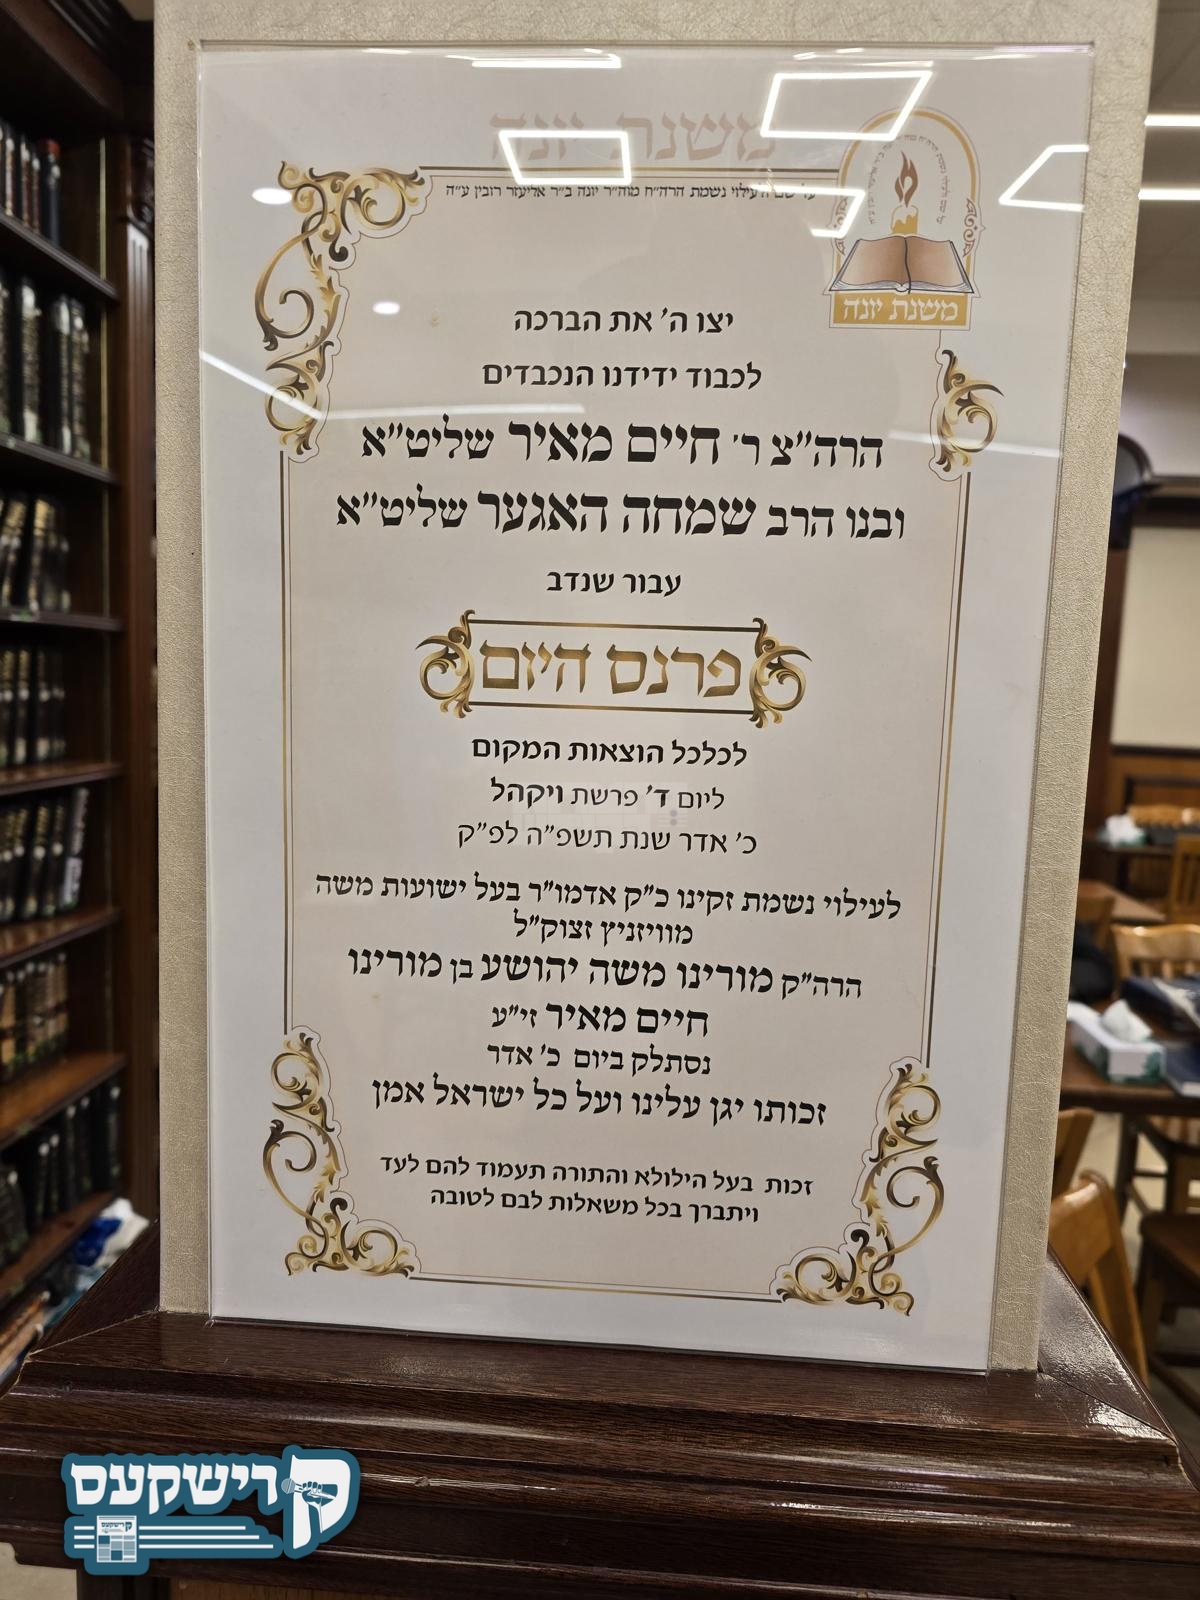 משנת יונה
נשמת הרה"ח מוה"ר יונה ב"ר אליעזר רובין ע"ה
משנת יונה
יצו ה' את הברכה
לכבוד ידידנו הנכבדים
הרה"צ ר' חיים מאיר שליט"א
ובנו הרב שמחה האגער שליט"א
עבור שנדב
פרנס היום
לכלכל הוצאות המקום
ליום ד' פרשת ויקהל
כ' אדר שנת תשפ"ה לפ"ק
לעילוי נשמת זקינו כ"ק אדמו"ר בעל ישועות משה
מוויזניץ זצוק"ל
הרה"ק מורינו משה יהושע בן מורינו
חיים מאיר זי"ע
נסתלק ביום כ' אדר
זכותו יגן עלינו ועל כל ישראל אמן
זכות בעל הילולא והתורה תעמוד להם לעד
ויתברך בכל משאלות לבם לטובה
קרישקעס